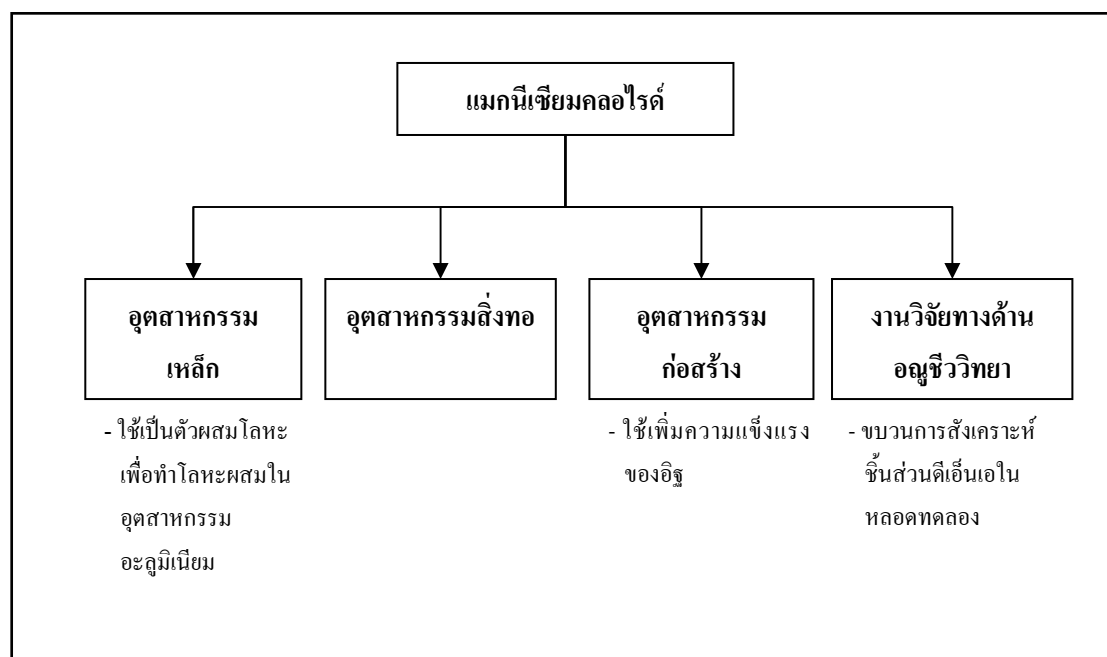 แมกนีเซียมคลอไรด์
อุตสาหกรรม
เหล็ก
อุตสาหกรรมสิ่งทอ
อุตสาหกรรม
ก่อสร้าง
งานวิจัยทางด้าน
อณูชีววิทยา
- ใช้เป็นตัวผสมโลหะ
เพื่อทำโลหะผสมใน
อุตสาหกรรม
อะลูมิเนียม
- ใช้เพิ่มความแข็งแรง
ของอิฐ
- ขบวนการสังเคราะห์
ชิ้นส่วนดีเอ็นเอใน
หลอดทดลอง